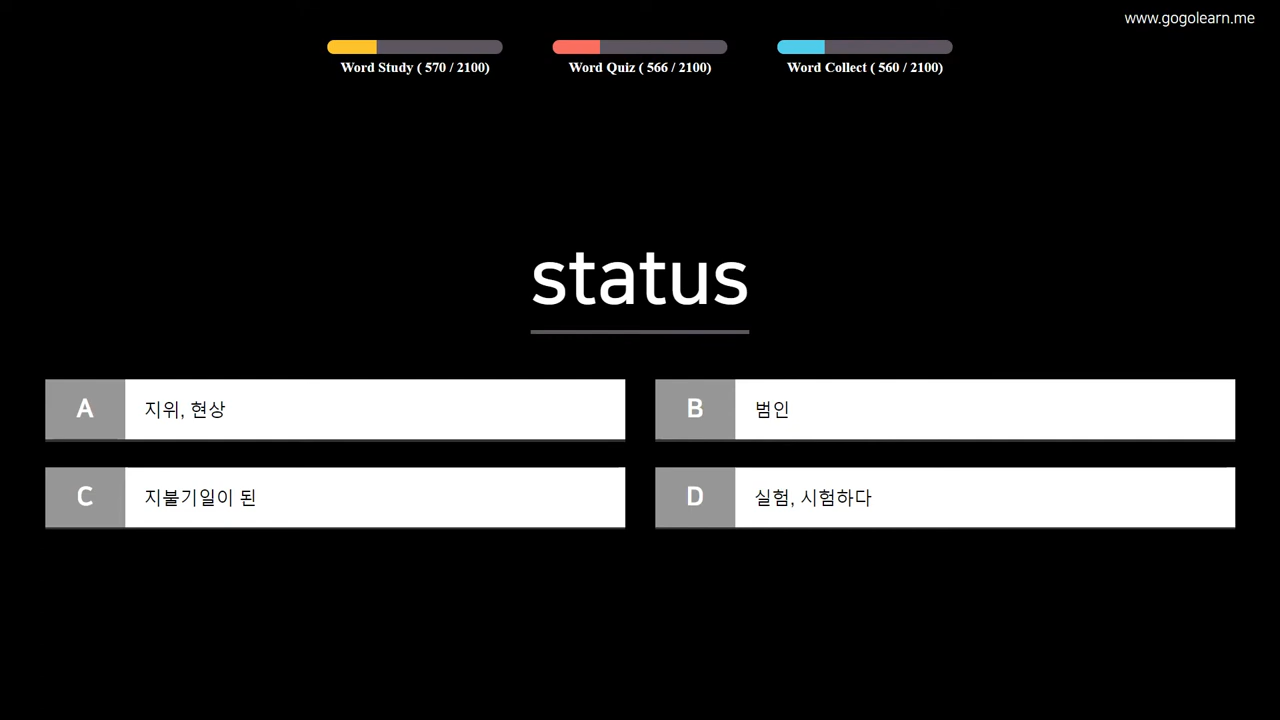 www.gogolearn.me
Word Study ( 570 / 2100)
Word Quiz ( 566 / 2100)
Word Collect ( 560 / 2100)
status
A 지위, 현상
B 범인
C 지불기일이 된
D 실험, 시험하다